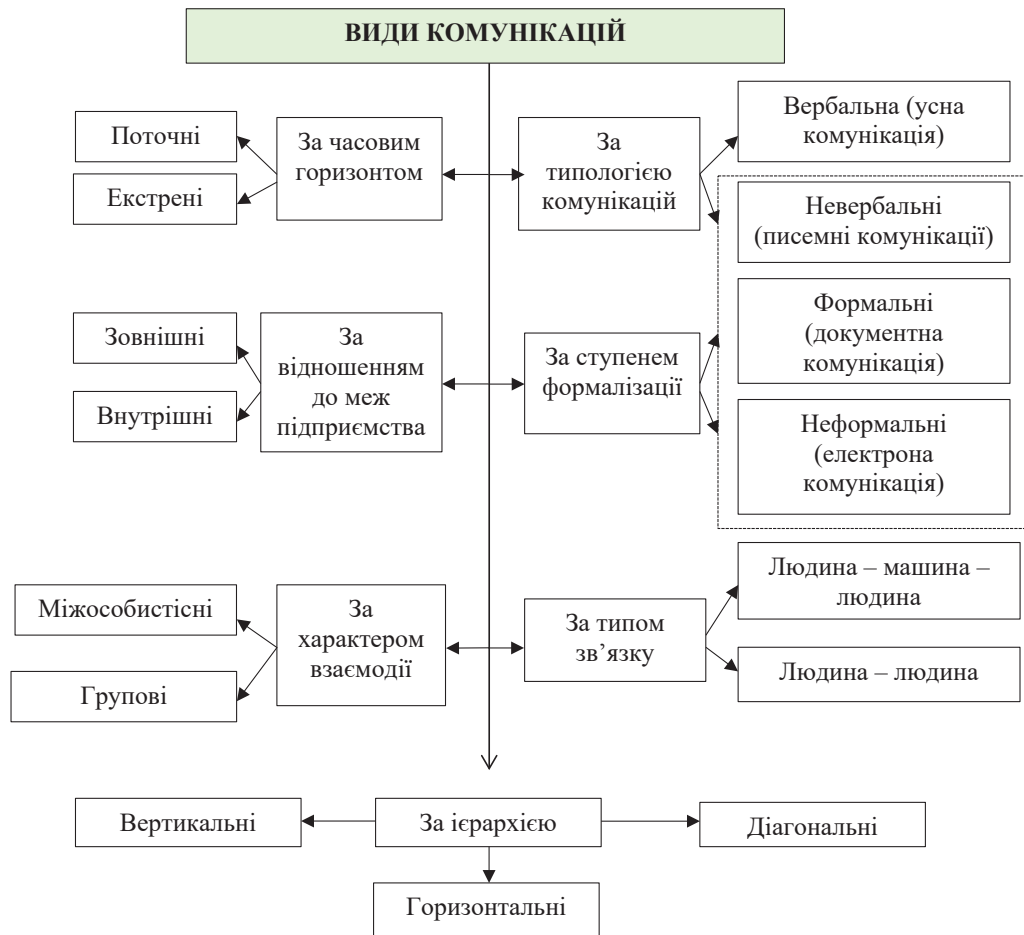 ВИДИ КОМУНІКАЦІЙ
Поточні
Екстрені
За часовим
горизонтом
За
типологією
комунікацій
Вербальна (усна
комунікація)
Невербальні
(писемні комунікації)
Зовнішні
Внутрішні
За
відношенням
до меж
підприємства
За ступенем
формалізації
Формальні
(документна
комунікація)
Неформальні
(електрона
комунікація)
Міжособистісні
Групові
За
характером
взаємодії
За типом
зв’язку
Людина – машина –
людина
Людина – людина
Вертикальні
За ієрархією
Діагональні
Горизонтальні